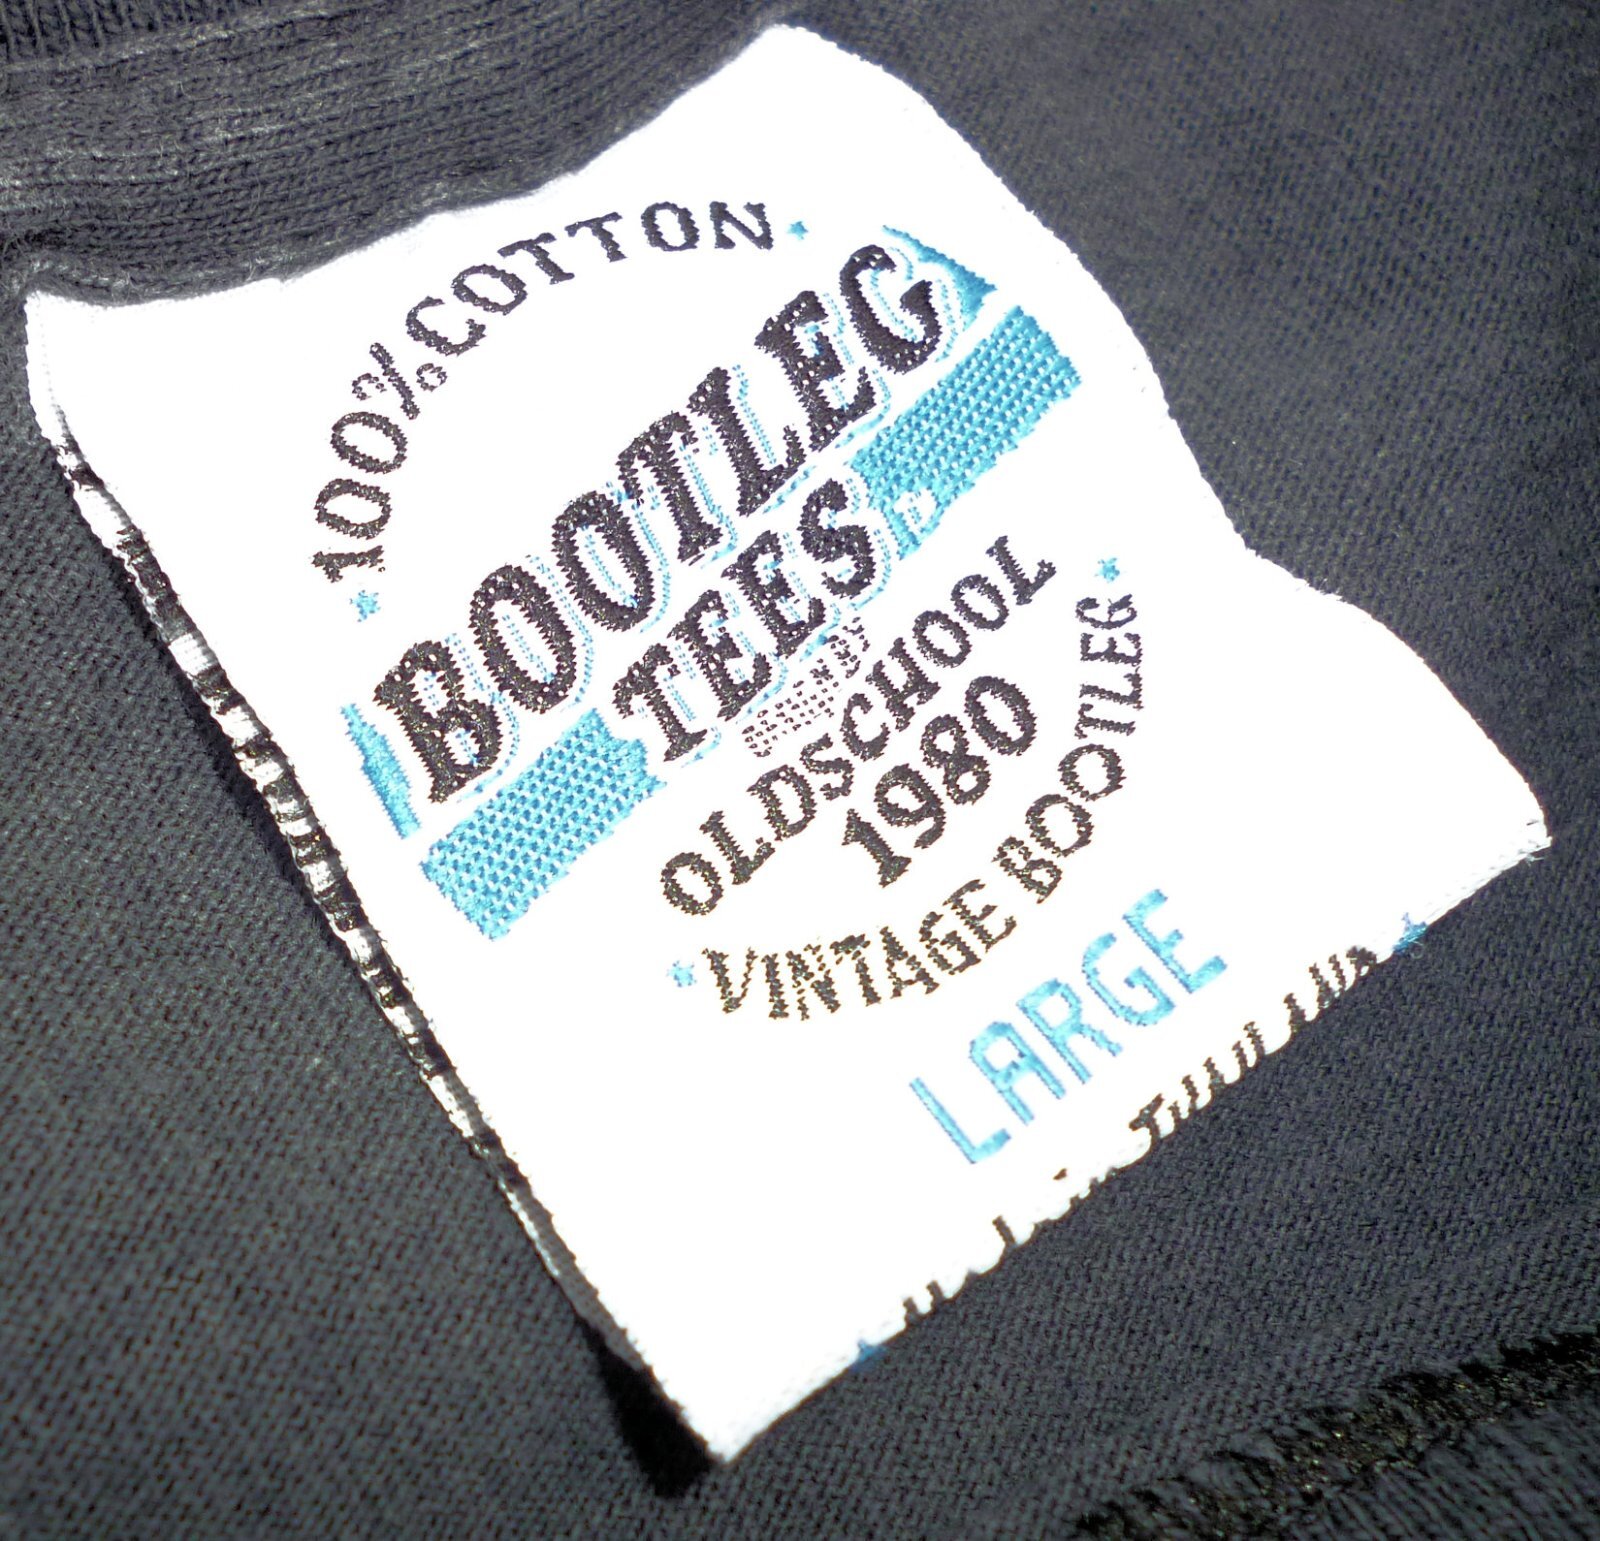 100% COTTON
BOOTLEG
TEES
OLDSCHOOL
1980
VINTAGE BOOTLEG
LARGE